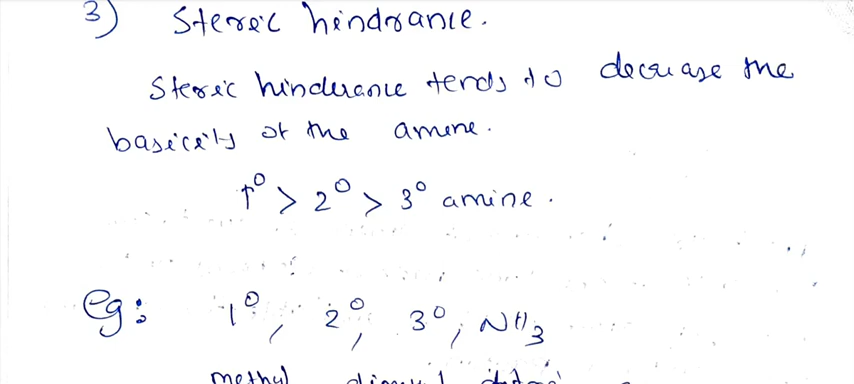 3) Steric hindrance.
Steric hinderance tends to decrease the
basicity of the amine.
1° > 2° > 3° amine.
eg: 1°, 2°, 3°, NH3
methyl